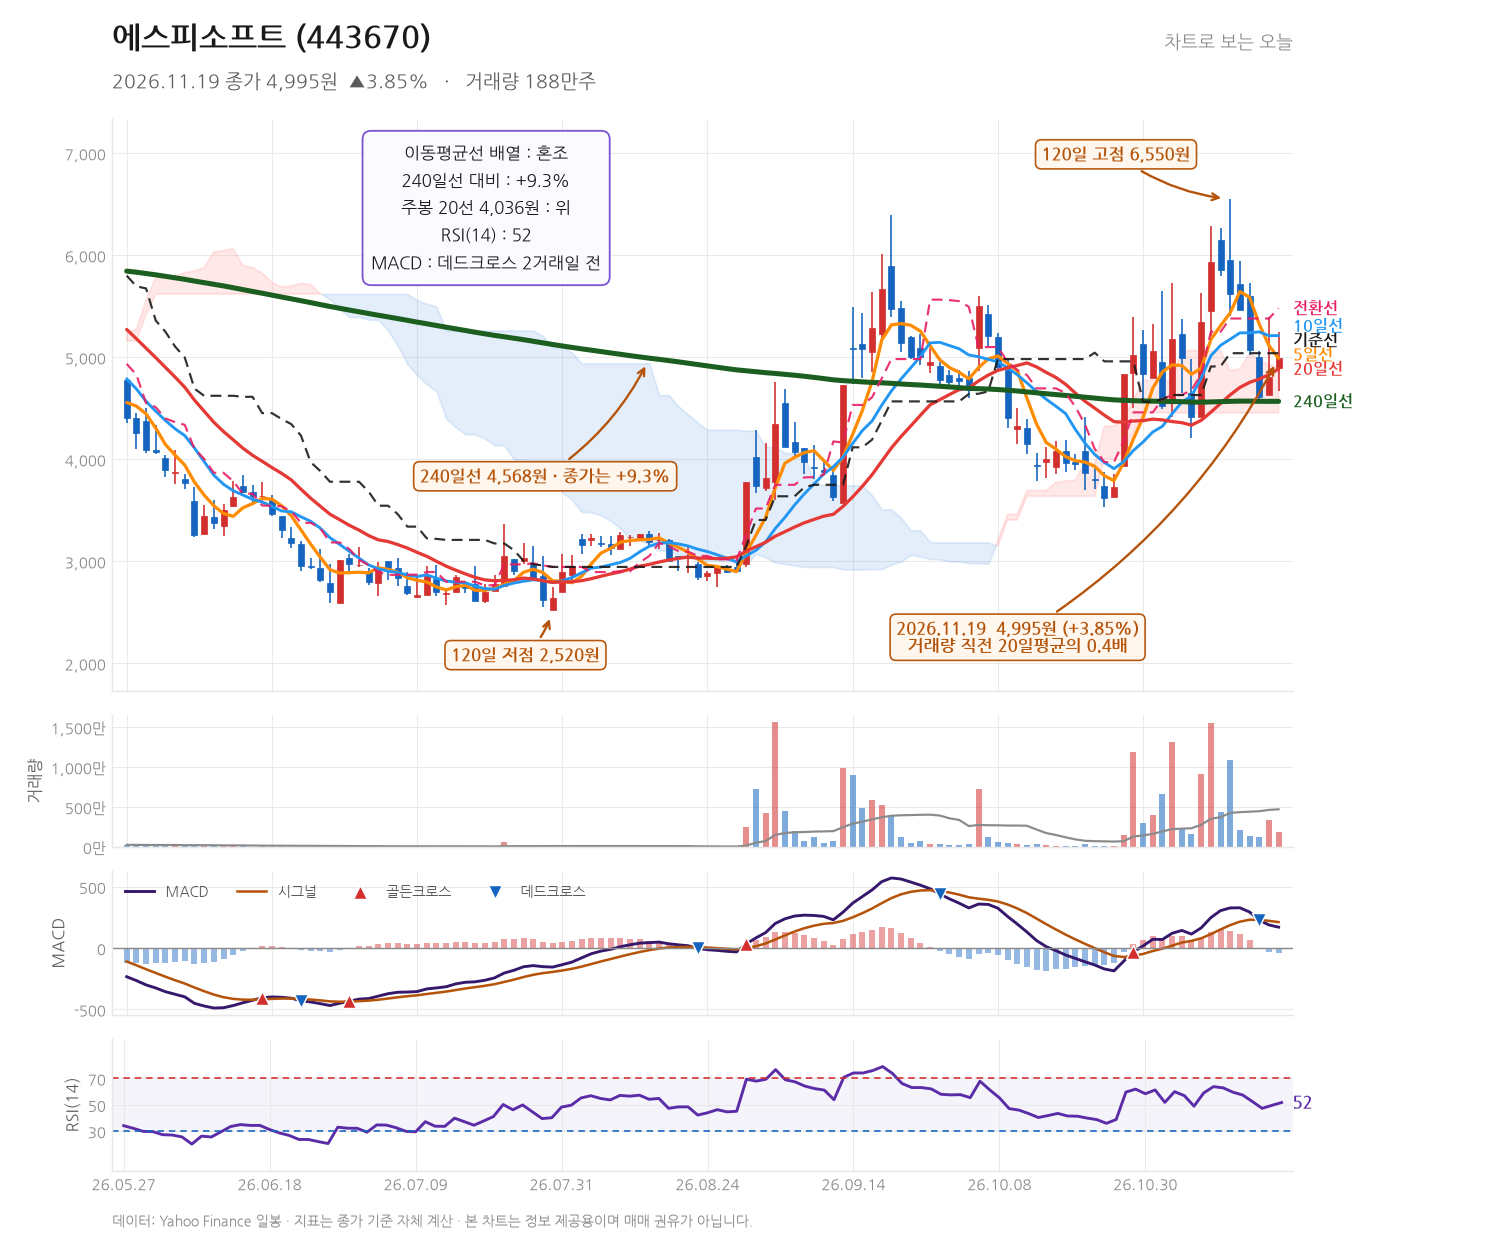 에스피소프트 (443670)
차트로 보는 오늘
2026.11.19 종가 4,995원 ▲3.85% · 거래량 188만주
이동평균선 배열 : 혼조
240일선 대비 : +9.3%
주봉 20선 4,036원 : 위
RSI(14) : 52
MACD : 데드크로스 2거래일 전
120일 고점 6,550원
240일선 4,568원 · 종가는 +9.3%
120일 저점 2,520원
2026.11.19 4,995원 (+3.85%)
거래량 직전 20일평균의 0.4배
7,000
6,000
5,000
4,000
3,000
2,000
전환선
10일선
기준선
5일선
20일선
240일선
거래량
1,500만
1,000만
500만
0만
MACD
500
0
-500
MACD
시그널
골든크로스
데드크로스
RSI(14)
70
50
30
52
26.05.27
26.06.18
26.07.09
26.07.31
26.08.24
26.09.14
26.10.08
26.10.30
데이터: Yahoo Finance 일봉 · 지표는 종가 기준 자체 계산 · 본 차트는 정보 제공용이며 매매 권유가 아닙니다.